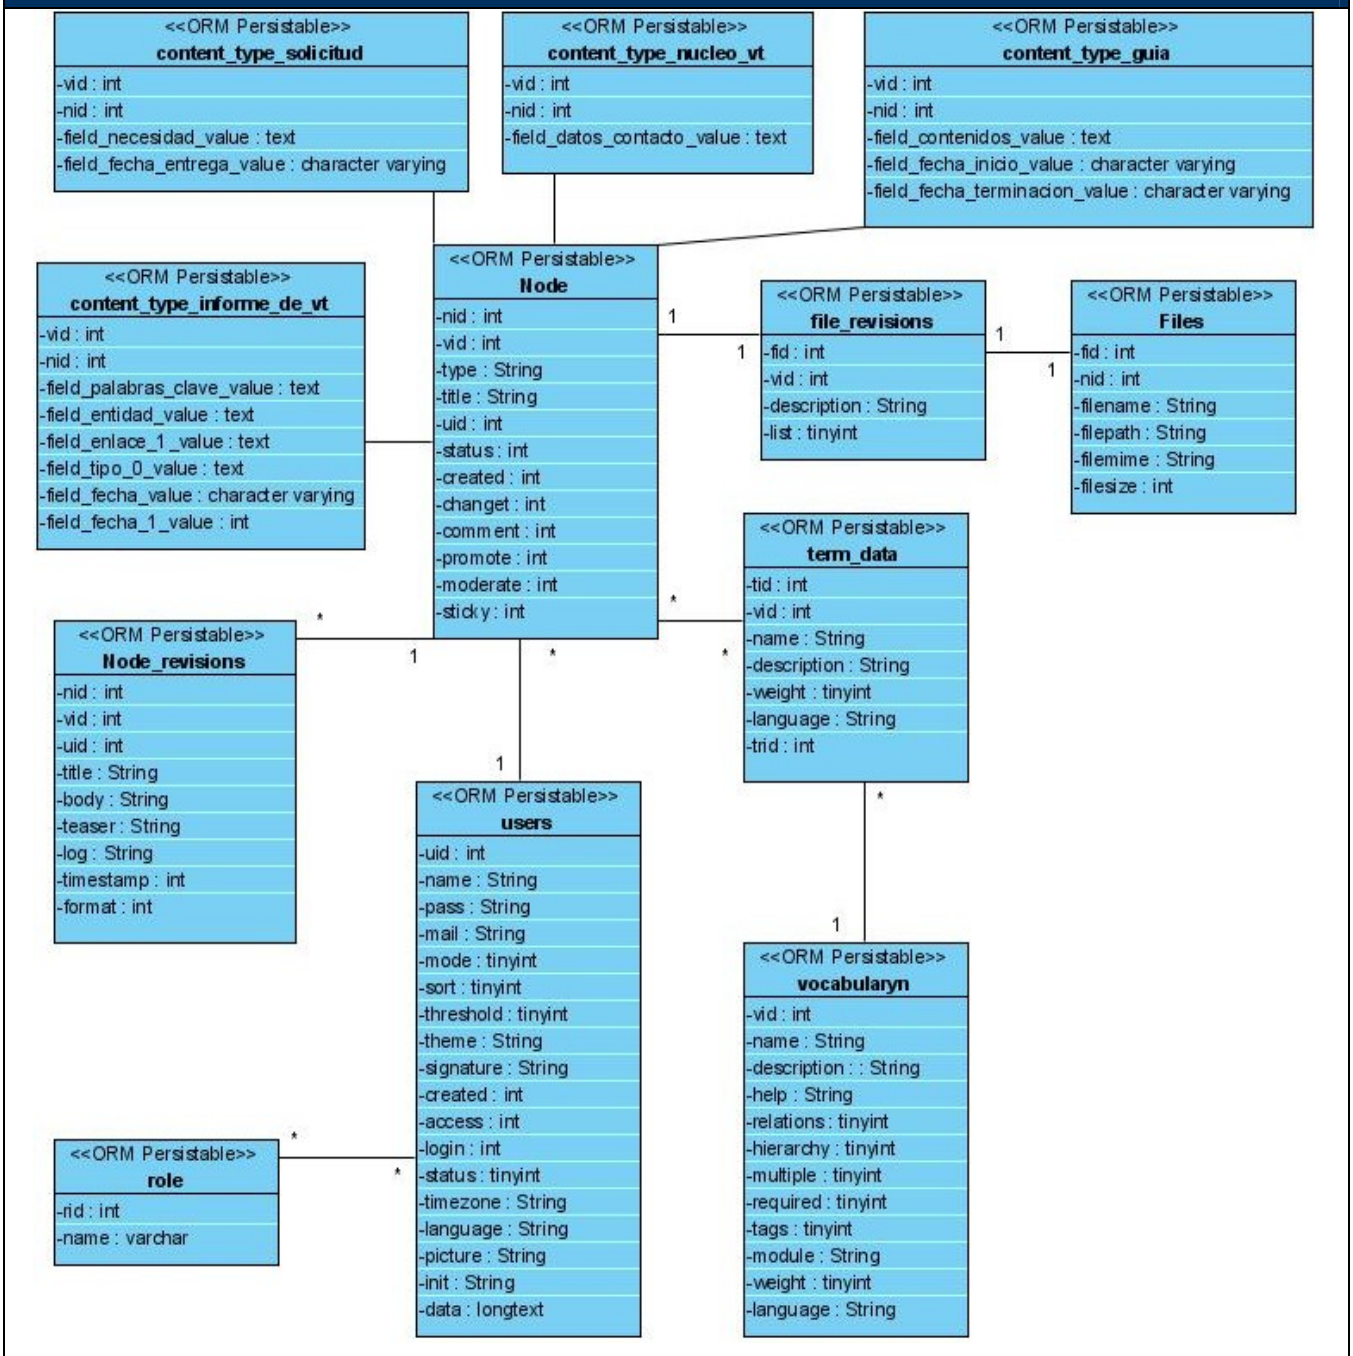 <<ORM Persistable>>
content_type_solicitud
-vid : int
-nid : int
-field_necesidad_value : text
-field_fecha_entrega_value : character varying
<<ORM Persistable>>
content_type_nucleo_vt
-vid : int
-nid : int
-field_datos_contacto_value : text
<<ORM Persistable>>
content_type_guia
-vid : int
-nid : int
-field_contenidos_value : text
-field_fecha_inicio_value : character varying
-field_fecha_terminacion_value : character varying
<<ORM Persistable>>
content_type_informe_de_vt
-vid : int
-nid : int
-field_palabras_clave_value : text
-field_entidad_value : text
-field_enlace_1_value : text
-field_tipo_0_value : text
-field_fecha_value : character varying
-field_fecha_1_value : int
<<ORM Persistable>>
Node
-nid : int
-vid : int
-type : String
-title : String
-uid : int
-status : int
-created : int
-changet : int
-comment : int
-promote : int
-moderate : int
-sticky : int
1
1
<<ORM Persistable>>
file_revisions
-fid : int
-vid : int
-description : String
-list : tinyint
1
1
<<ORM Persistable>>
Files
-fid : int
-nid : int
-filename : String
-filepath : String
-filemime : String
-filesize : int
*
*
<<ORM Persistable>>
term_data
-tid : int
-vid : int
-name : String
-description : String
-weight : tinyint
-language : String
-trid : int
*
1
<<ORM Persistable>>
Node_revisions
-nid : int
-vid : int
-uid : int
-title : String
-body : String
-teaser : String
-log : String
-timestamp : int
-format : int
*
1
<<ORM Persistable>>
users
-uid : int
-name : String
-pass : String
-mail : String
-mode : tinyint
-sort : tinyint
-threshold : tinyint
-theme : String
-signature : String
-created : int
-access : int
-login : int
-status : tinyint
-timezone : String
-language : String
-picture : String
-init : String
-data : longtext
*
1
<<ORM Persistable>>
vocabularyn
-vid : int
-name : String
-description : : String
-help : String
-relations : tinyint
-hierarchy : tinyint
-multiple : tinyint
-required : tinyint
-tags : tinyint
-module : String
-weight : tinyint
-language : String
*
*
<<ORM Persistable>>
role
-rid : int
-name : varchar